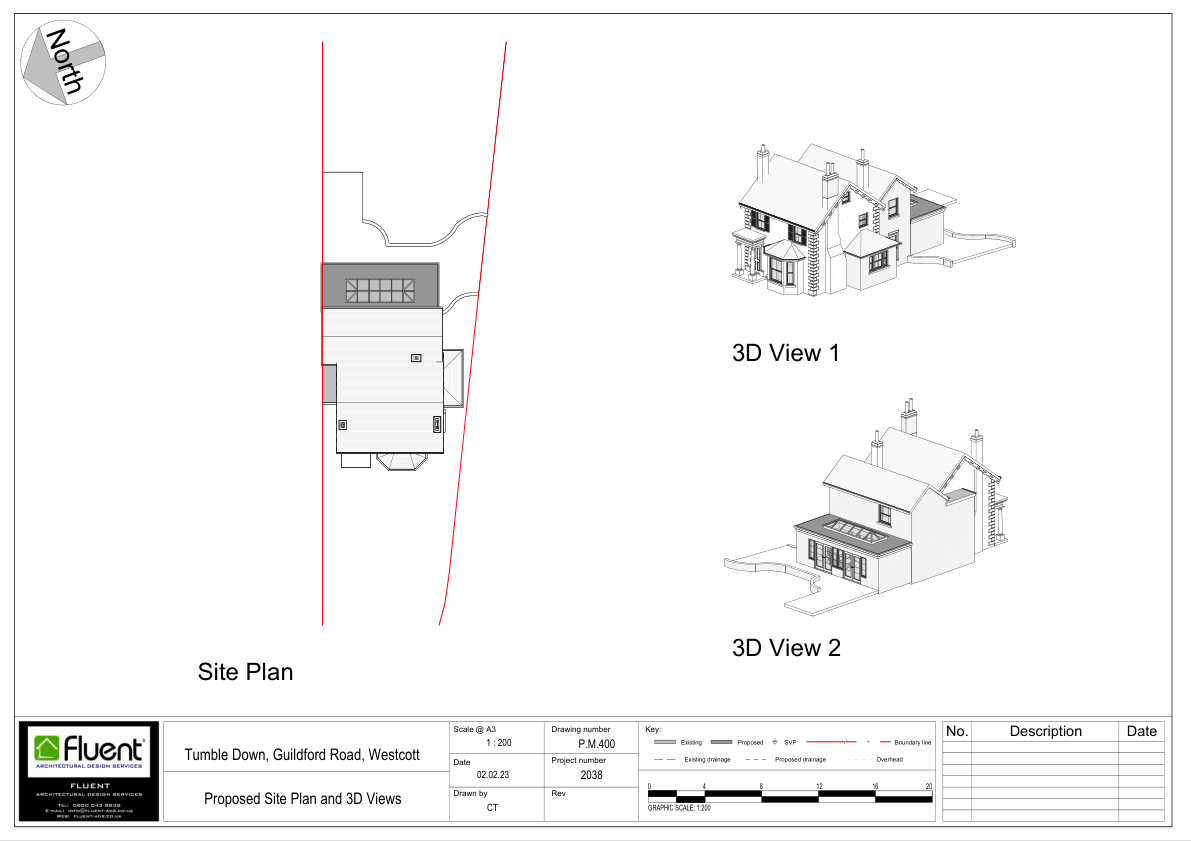 North
3D View 1
3D View 2
Site Plan
fluent®
ARCHITECTURAL DESIGN SERVICES
FLUENT
ARCHITECTURAL DESIGN SERVICES
TEL: 0800 043 8838
E-MAIL: INFO@FLUENT-ADS.CO.UK
WEB: FLUENT-ADS.CO.UK
Tumble Down, Guildford Road, Westcott
Proposed Site Plan and 3D Views
Scale @ A3
1 : 200
Date
02.02.23
Drawn by
CT
Drawing number
P.M.400
Project number
2038
Rev
Key:
Existing Proposed SVP Boundary line
Existing drainage Proposed drainage Overhead
0 4 8 12 16 20
GRAPHIC SCALE: 1:200
No. Description Date